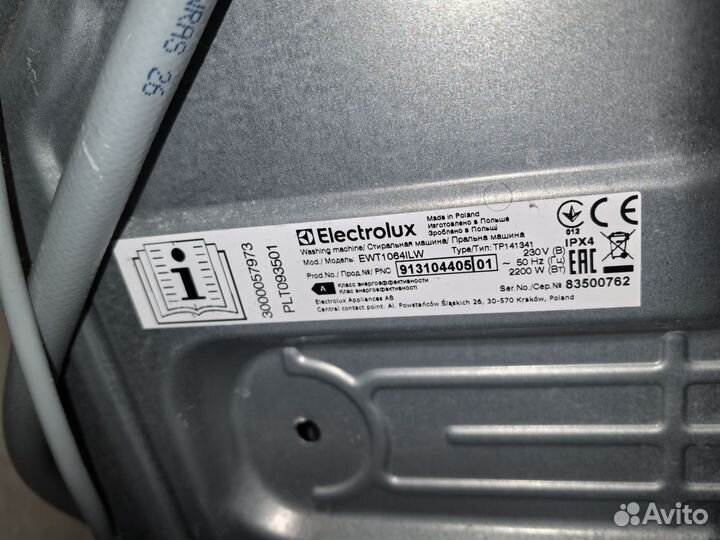 NRAS 26
3000057973
PLT093501
Electrolux
Made in Poland
Изготовлено в Польше
Зроблено в Польщі
Washing machine/Стиральная машина/Пральна машина
Mod./Модель: EWT1064ILW Type/Тип: TP141341
Prod.No./Прод.№/ PNC 913104405 01
230 V (В)
~ 50 Hz (Гц)
2200 W (Вт)
A Класс энергоэффективности
Клас енергоефективності
Electrolux Appliances AB
Central contact point: Al. Powstańców Śląskich 26, 30-570 Kraków, Poland
012
IPX4
EAC
Ser.No./Сер.№ 83500762
Avito